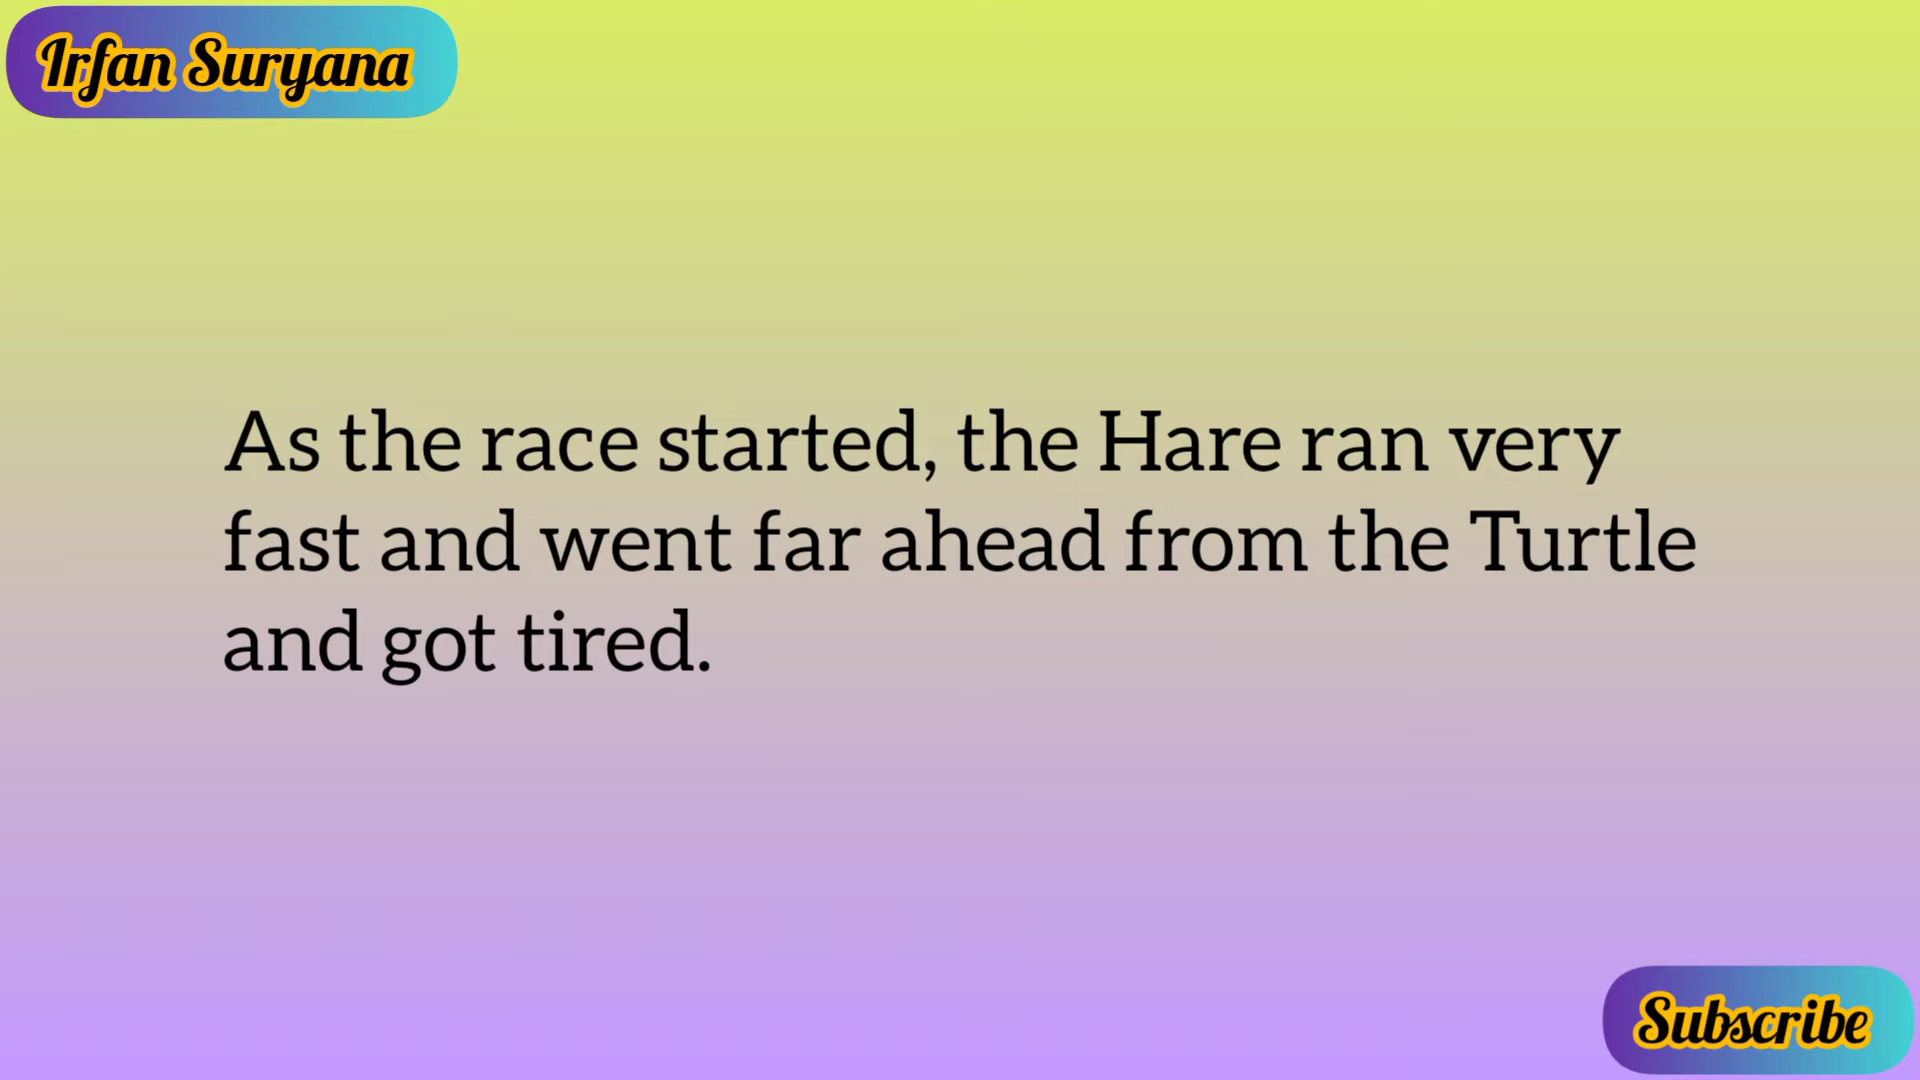 Irfan Suryana
As the race started, the Hare ran very
fast and went far ahead from the Turtle
and got tired.
Subscribe